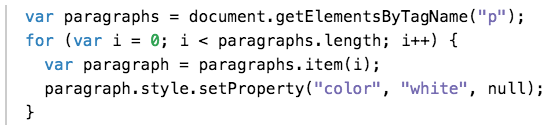 var paragraphs = document.getElementsByTagName("p");
for (var i = 0; i < paragraphs.length; i++) {
  var paragraph = paragraphs.item(i);
  paragraph.style.setProperty("color", "white", null);
}